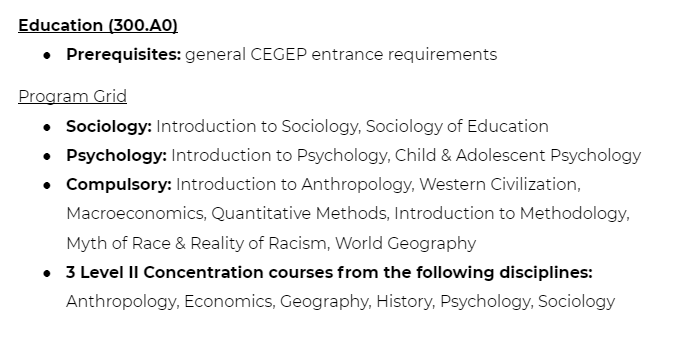 Education (300.A0)
● Prerequisites: general CEGEP entrance requirements
Program Grid
● Sociology: Introduction to Sociology, Sociology of Education
● Psychology: Introduction to Psychology, Child & Adolescent Psychology
● Compulsory: Introduction to Anthropology, Western Civilization,
Macroeconomics, Quantitative Methods, Introduction to Methodology,
Myth of Race & Reality of Racism, World Geography
● 3 Level II Concentration courses from the following disciplines:
Anthropology, Economics, Geography, History, Psychology, Sociology